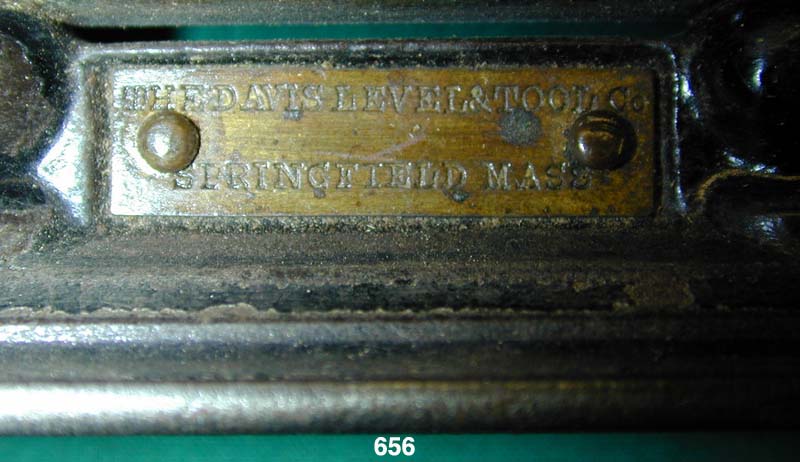 THE DAVIS LEVEL & TOOL Co
SPRINGFIELD MASS
656